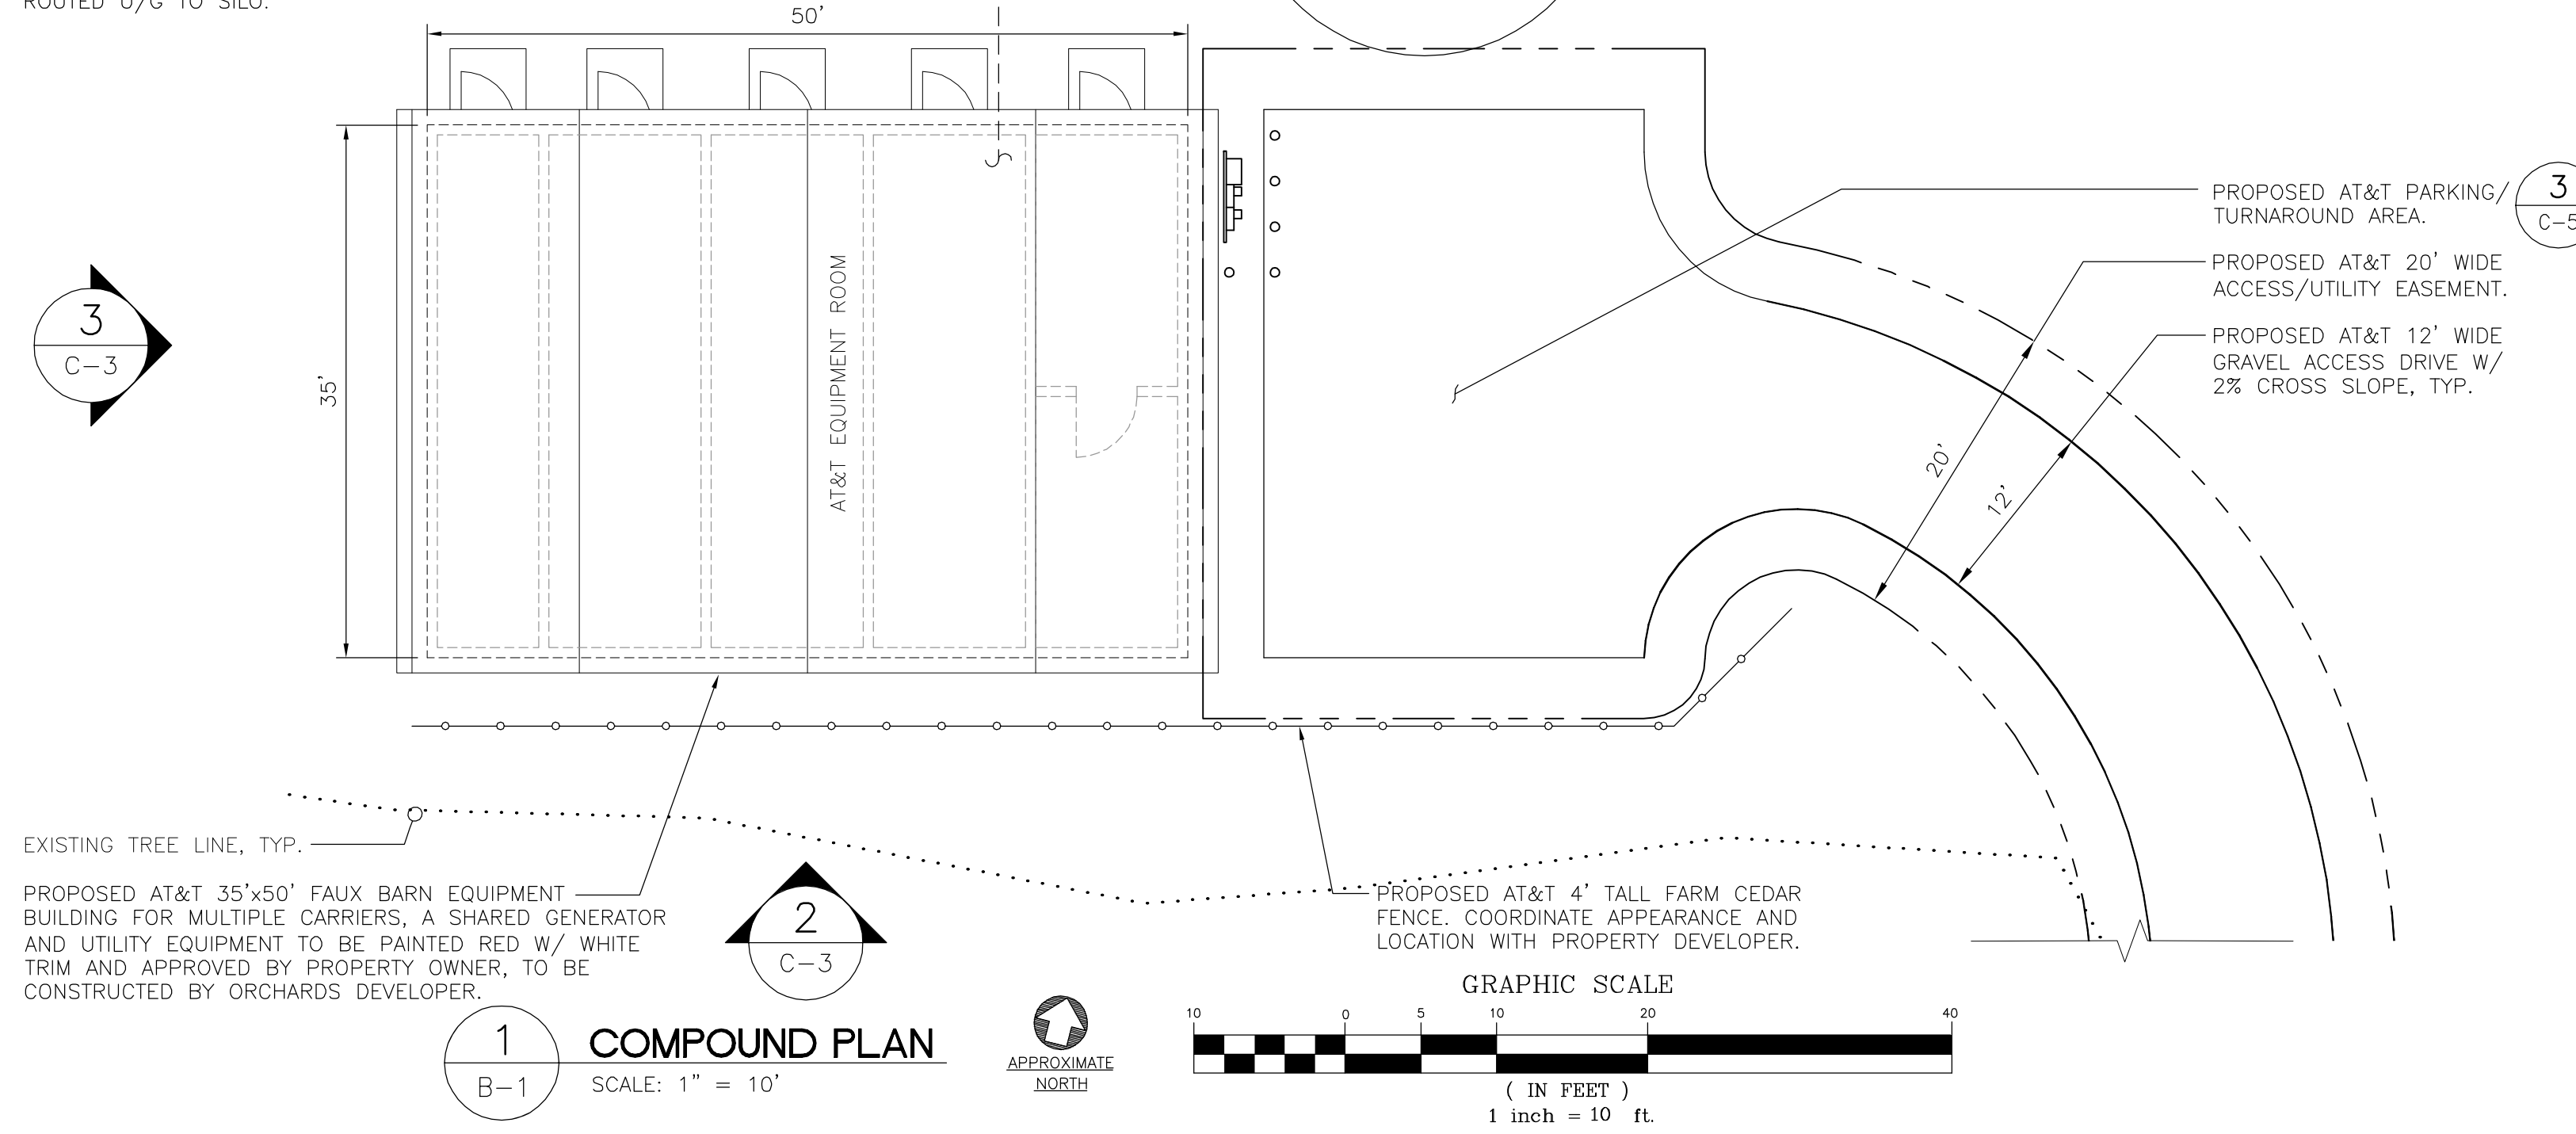 ROUTED U/G TO SILO.
50'
35'
AT&T EQUIPMENT ROOM
3
C-3
PROPOSED AT&T PARKING/
TURNAROUND AREA.
3
C-5
PROPOSED AT&T 20' WIDE
ACCESS/UTILITY EASEMENT.
PROPOSED AT&T 12' WIDE
GRAVEL ACCESS DRIVE W/
2% CROSS SLOPE, TYP.
20'
12'
EXISTING TREE LINE, TYP.
PROPOSED AT&T 35'x50' FAUX BARN EQUIPMENT
BUILDING FOR MULTIPLE CARRIERS, A SHARED GENERATOR
AND UTILITY EQUIPMENT TO BE PAINTED RED W/ WHITE
TRIM AND APPROVED BY PROPERTY OWNER, TO BE
CONSTRUCTED BY ORCHARDS DEVELOPER.
2
C-3
PROPOSED AT&T 4' TALL FARM CEDAR
FENCE. COORDINATE APPEARANCE AND
LOCATION WITH PROPERTY DEVELOPER.
1
B-1
COMPOUND PLAN
SCALE: 1" = 10'
APPROXIMATE
NORTH
GRAPHIC SCALE
10 0 5 10 20 40
( IN FEET )
1 inch = 10 ft.